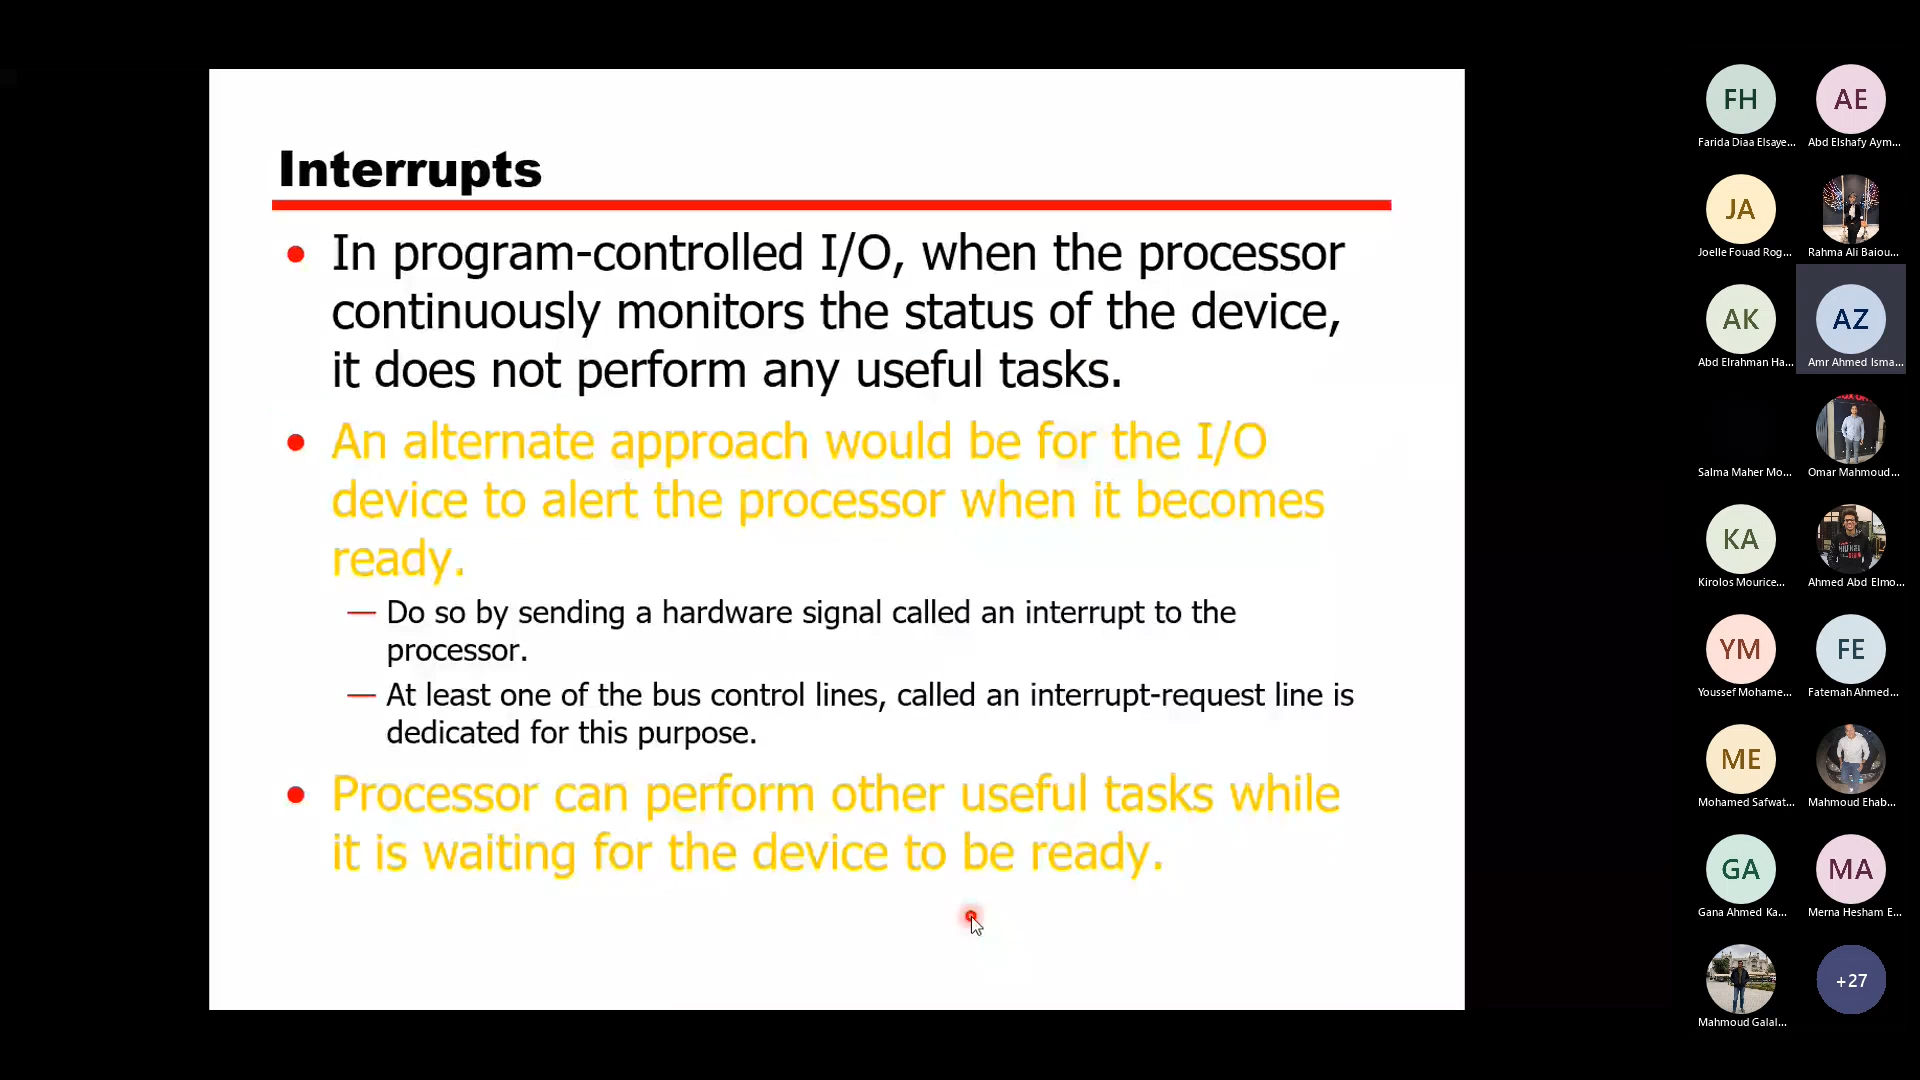 Interrupts
• In program-controlled I/O, when the processor
continuously monitors the status of the device,
it does not perform any useful tasks.
• An alternate approach would be for the I/O
device to alert the processor when it becomes
ready.
— Do so by sending a hardware signal called an interrupt to the
processor.
— At least one of the bus control lines, called an interrupt-request line is
dedicated for this purpose.
• Processor can perform other useful tasks while
it is waiting for the device to be ready.
FH AE
Farida Diaa Elsaye... Abd Elshafy Aym...
JA
Joelle Fouad Rog... Rahma Ali Baiou...
AK AZ
Abd Elrahman Ha... Amr Ahmed Isma...
Salma Maher Mo... Omar Mahmoud...
KA
Kirolos Mourice... Ahmed Abd Elmo...
YM FE
Youssef Mohame... Fatemah Ahmed...
ME
Mohamed Safwat... Mahmoud Ehab...
GA MA
Gana Ahmed Ka... Merna Hesham E...
+27
Mahmoud Galal...